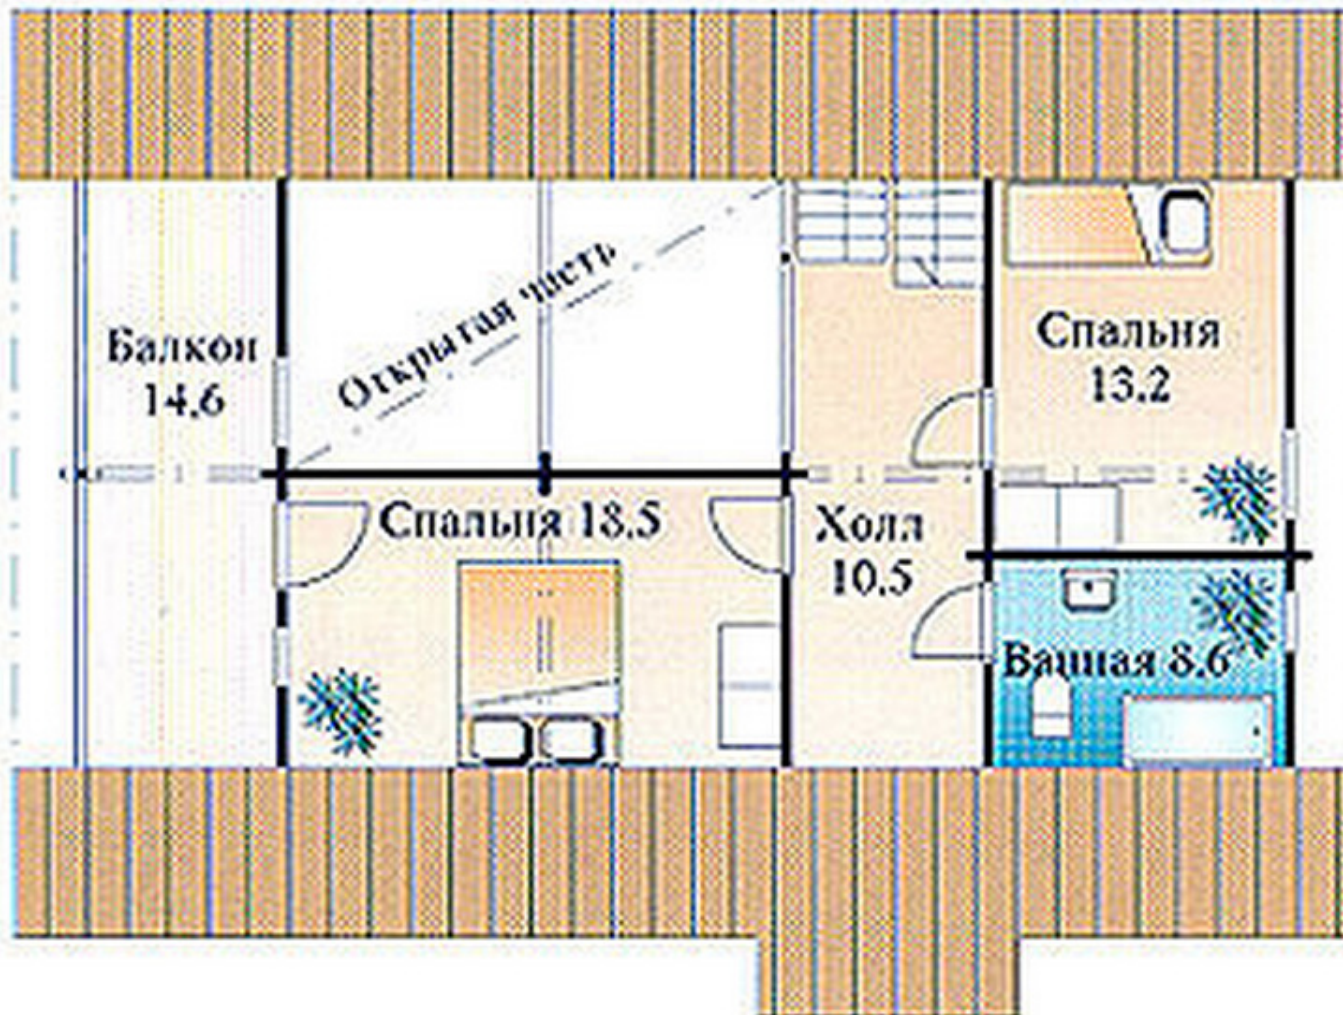 Открытая часть
Балкон
14.6
Спальня
13.2
Спальня 18.5
Холл
10.5
Ванная 8.6